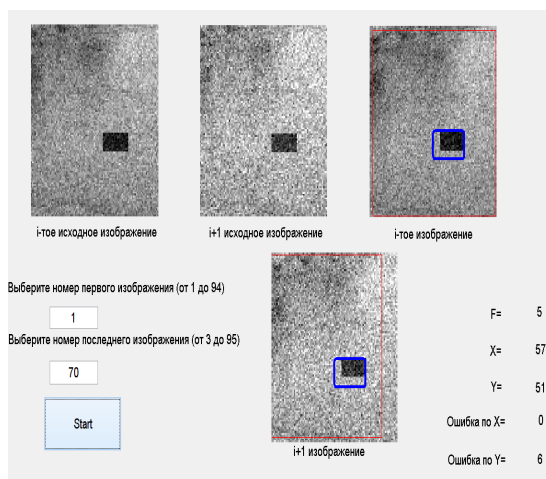 i-тое исходное изображение
i+1 исходное изображение
i-тое изображение
Выберите номер первого изображения (от 1 до 94)
1
Выберите номер последнего изображения (от 3 до 95)
70
Start
i+1 изображение
F= 5
X= 57
Y= 51
Ошибка по X= 0
Ошибка по Y= 6